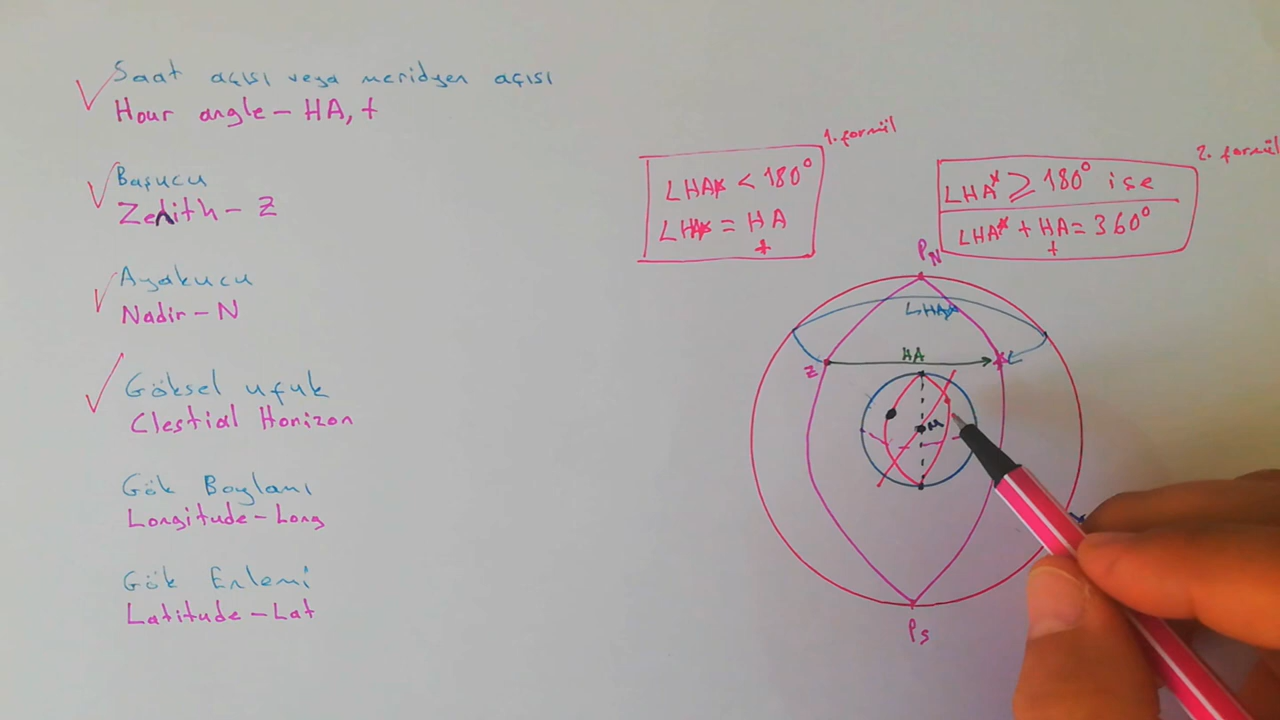 Saat açısı veya meridyen açısı
Hour angle - HA, t
Başucu
Zenith - Z
Ayakucu
Nadir - N
Göksel ufuk
Clestial Horizon
Gök Boylanı
Longitude - Long
Gök Enlemi
Latitude - Lat
1. formül
LHA* < 180°
LHA* = HA
t
2. formül
LHA* ≥ 180° ise
LHA* + HA = 360°
t
PN
LHA*
HA
Z
M
Ps